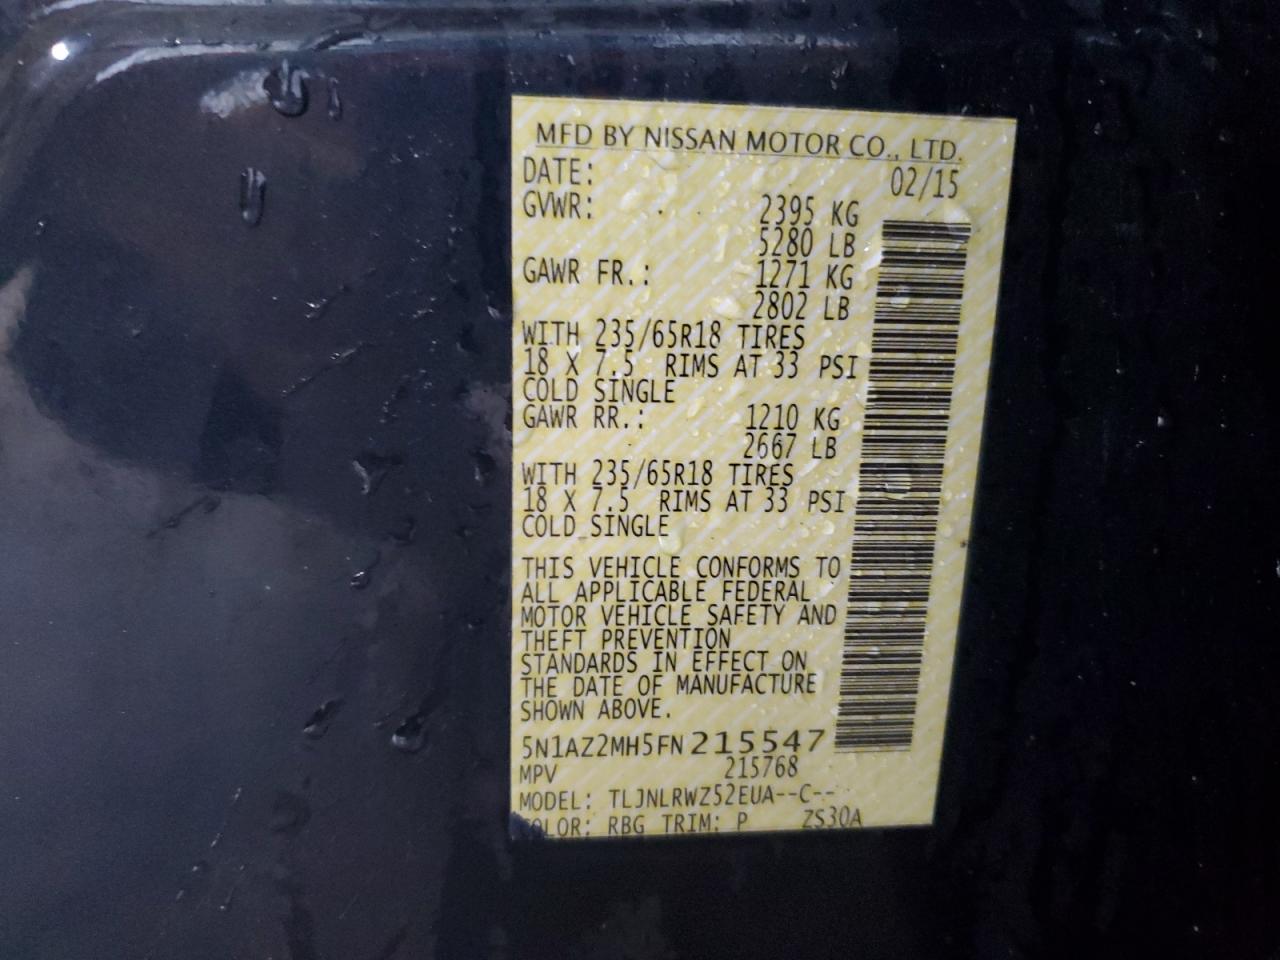 MFD BY NISSAN MOTOR CO., LTD.
DATE: 02/15
GVWR: 2395 KG
5280 LB
GAWR FR.: 1271 KG
2802 LB
WITH 235/65R18 TIRES
18 X 7.5 RIMS AT 33 PSI
COLD SINGLE
GAWR RR.: 1210 KG
2667 LB
WITH 235/65R18 TIRES
18 X 7.5 RIMS AT 33 PSI
COLD SINGLE
THIS VEHICLE CONFORMS TO
ALL APPLICABLE FEDERAL
MOTOR VEHICLE SAFETY AND
THEFT PREVENTION
STANDARDS IN EFFECT ON
THE DATE OF MANUFACTURE
SHOWN ABOVE.
5N1AZ2MH5FN215547
MPV 215768
MODEL: TLJNLRWZ52EUA--C--
COLOR: RBG TRIM: P ZS30A